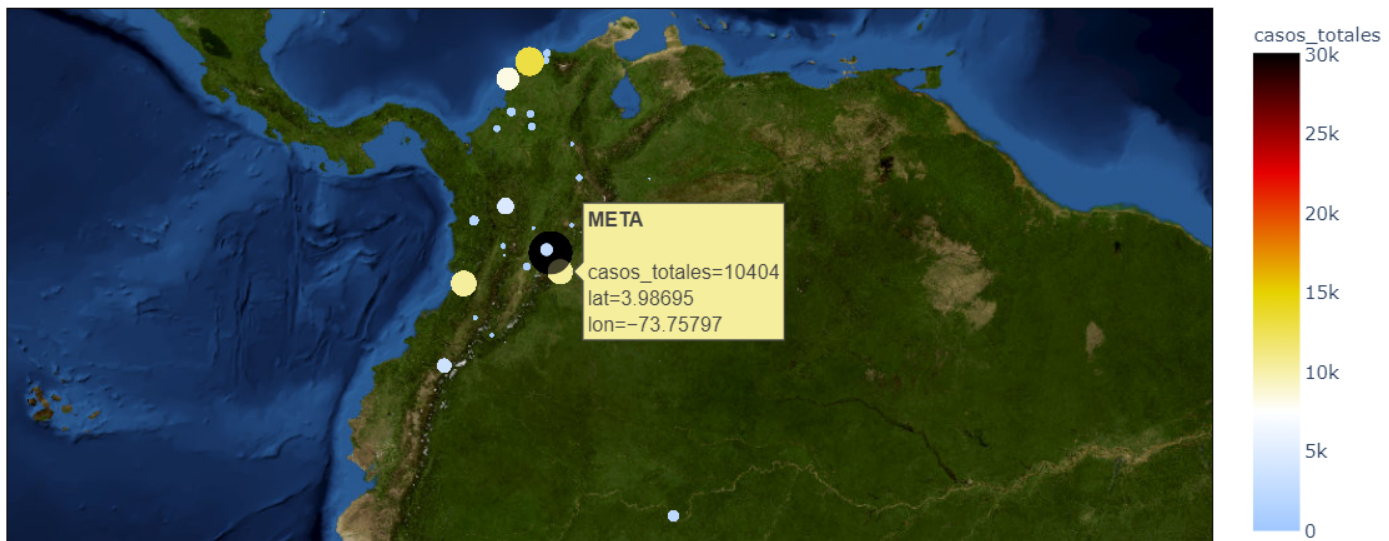 casos_totales
30k
25k
20k
15k
10k
5k
0
META
casos_totales=10404
lat=3.98695
lon=−73.75797